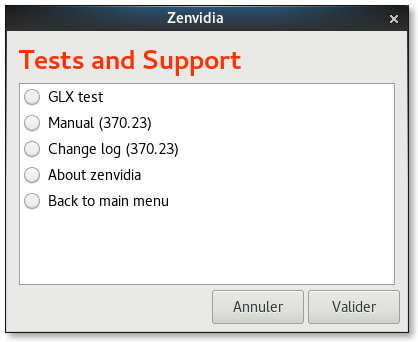 Zenvidia
Tests and Support
GLX test
Manual (370.23)
Change log (370.23)
About zenvidia
Back to main menu
Annuler Valider